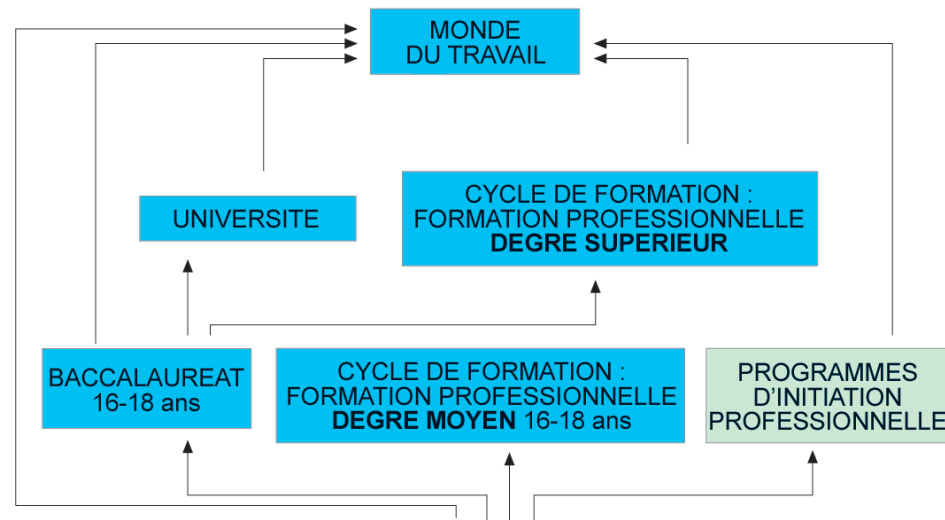 MONDE
DU TRAVAIL
UNIVERSITE
CYCLE DE FORMATION :
FORMATION PROFESSIONNELLE
DEGRE SUPERIEUR
BACCALAUREAT
16-18 ans
CYCLE DE FORMATION :
FORMATION PROFESSIONNELLE
DEGRE MOYEN 16-18 ans
PROGRAMMES
D'INITIATION
PROFESSIONNELLE